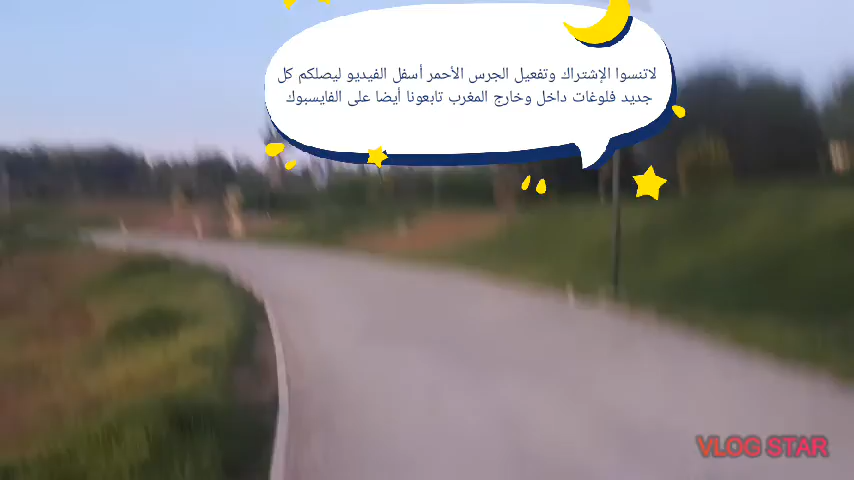 لاتنسوا الإشتراك وتفعيل الجرس الأحمر أسفل الفيديو ليصلكم كل
جديد فلوغات داخل وخارج المغرب تابعونا أيضا على الفايسبوك
VLOG STAR